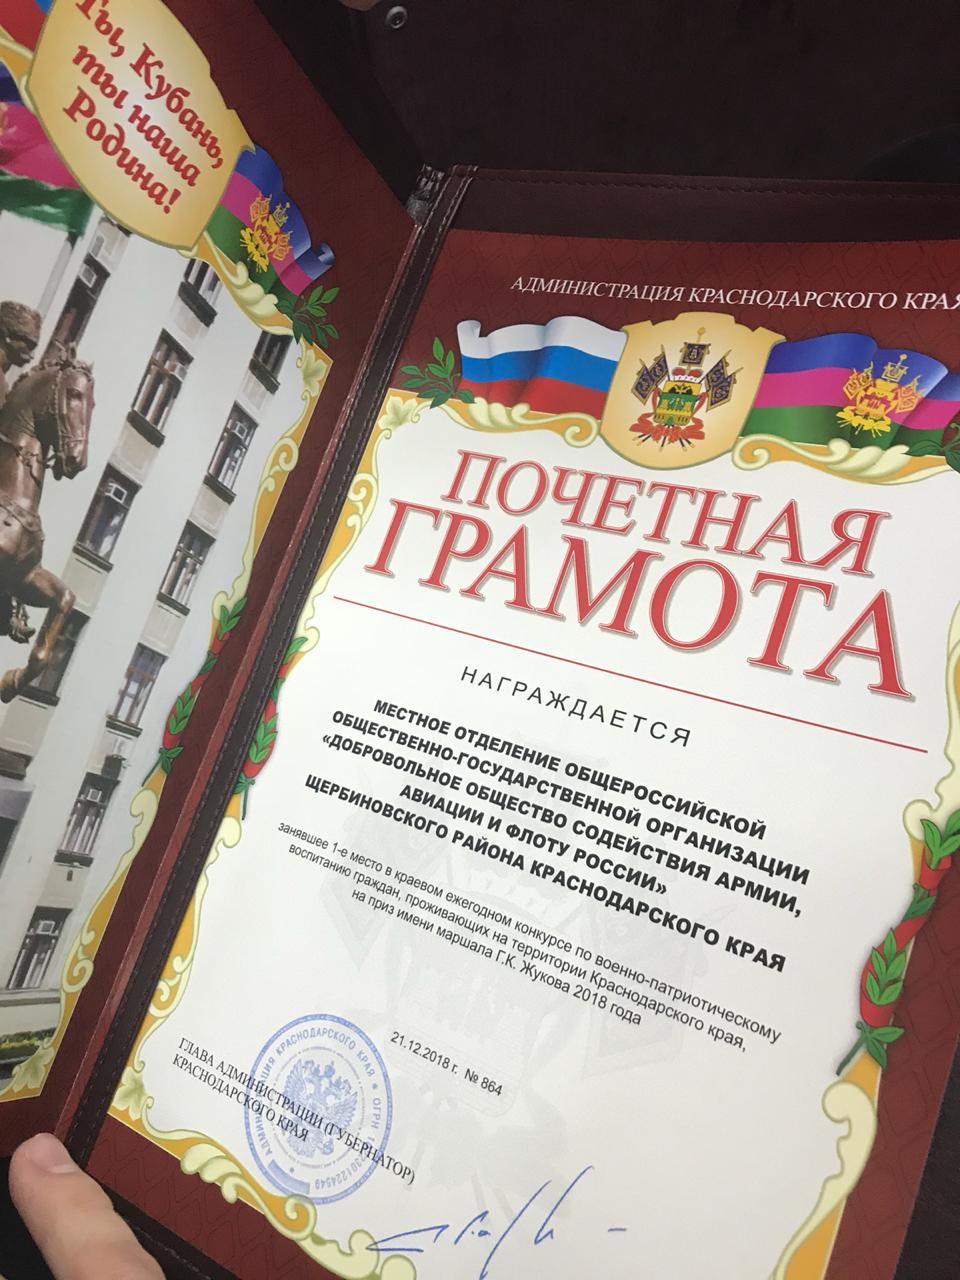 Ты, Кубань,
ты наша
Родина!
АДМИНИСТРАЦИЯ КРАСНОДАРСКОГО КРАЯ
ПОЧЕТНАЯ
ГРАМОТА
НАГРАЖДАЕТСЯ
МЕСТНОЕ ОТДЕЛЕНИЕ ОБЩЕРОССИЙСКОЙ
ОБЩЕСТВЕННО-ГОСУДАРСТВЕННОЙ ОРГАНИЗАЦИИ
«ДОБРОВОЛЬНОЕ ОБЩЕСТВО СОДЕЙСТВИЯ АРМИИ,
АВИАЦИИ И ФЛОТУ РОССИИ»
ЩЕРБИНОВСКОГО РАЙОНА КРАСНОДАРСКОГО КРАЯ
занявшее 1-е место в краевом ежегодном конкурсе по военно-патриотическому
воспитанию граждан, проживающих на территории Краснодарского края,
на приз имени маршала Г.К. Жукова 2018 года
21.12.2018 г. № 864
ГЛАВА АДМИНИСТРАЦИИ (ГУБЕРНАТОР)
КРАСНОДАРСКОГО КРАЯ
КРАСНОДАРСКОГО КРАЯ
ОГРН